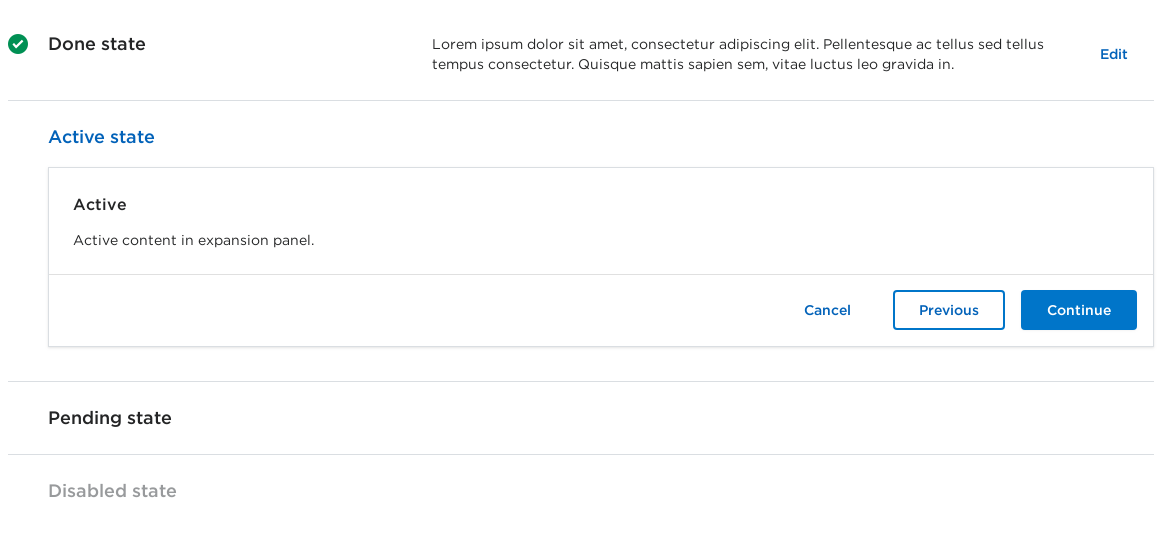 Done state
Lorem ipsum dolor sit amet, consectetur adipiscing elit. Pellentesque ac tellus sed tellus
tempus consectetur. Quisque mattis sapien sem, vitae luctus leo gravida in.
Edit
Active state
Active
Active content in expansion panel.
Cancel
Previous
Continue
Pending state
Disabled state